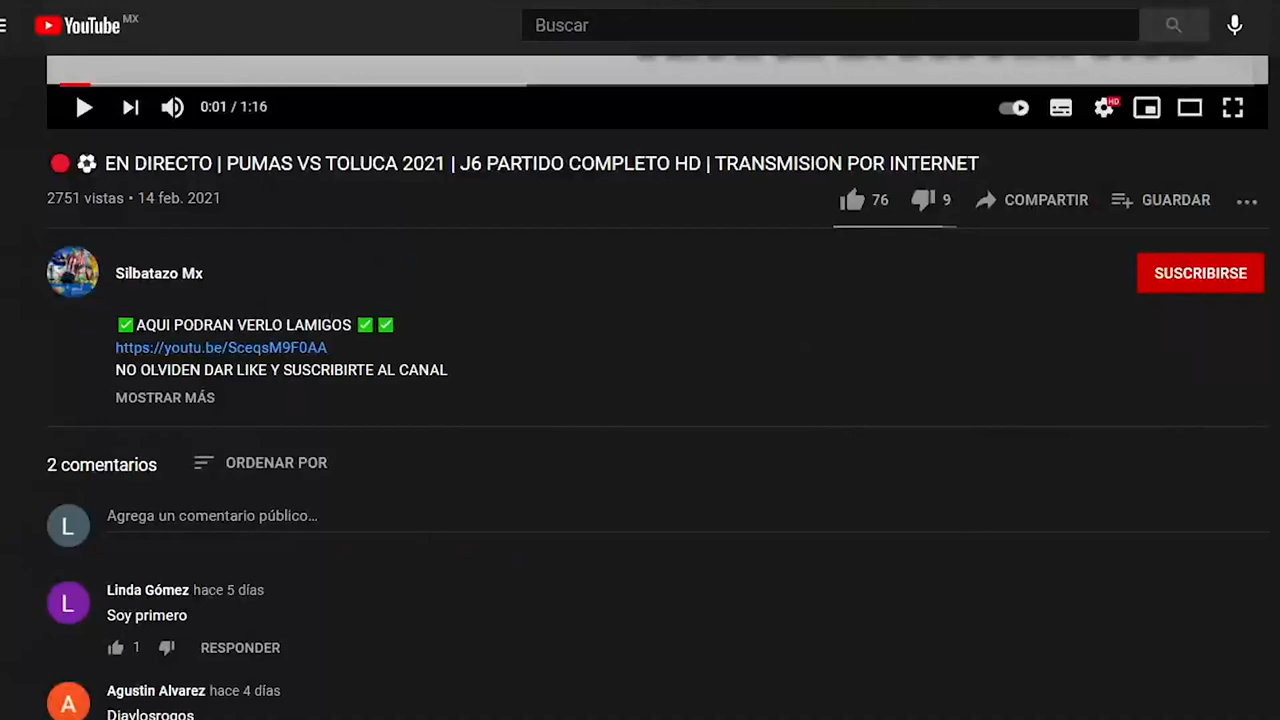 YouTube MX
Buscar
0:01 / 1:16
HD
EN DIRECTO | PUMAS VS TOLUCA 2021 | J6 PARTIDO COMPLETO HD | TRANSMISION POR INTERNET
2751 vistas • 14 feb. 2021
76
9
COMPARTIR
GUARDAR
Silbatazo Mx
SUSCRIBIRSE
✅AQUI PODRAN VERLO LAMIGOS ✅ ✅
https://youtu.be/SceqsM9F0AA
NO OLVIDEN DAR LIKE Y SUSCRIBIRTE AL CANAL
MOSTRAR MÁS
2 comentarios
ORDENAR POR
L
Agrega un comentario público...
L
Linda Gómez hace 5 días
Soy primero
1
RESPONDER
A
Agustin Alvarez hace 4 días
Diaylosrogos